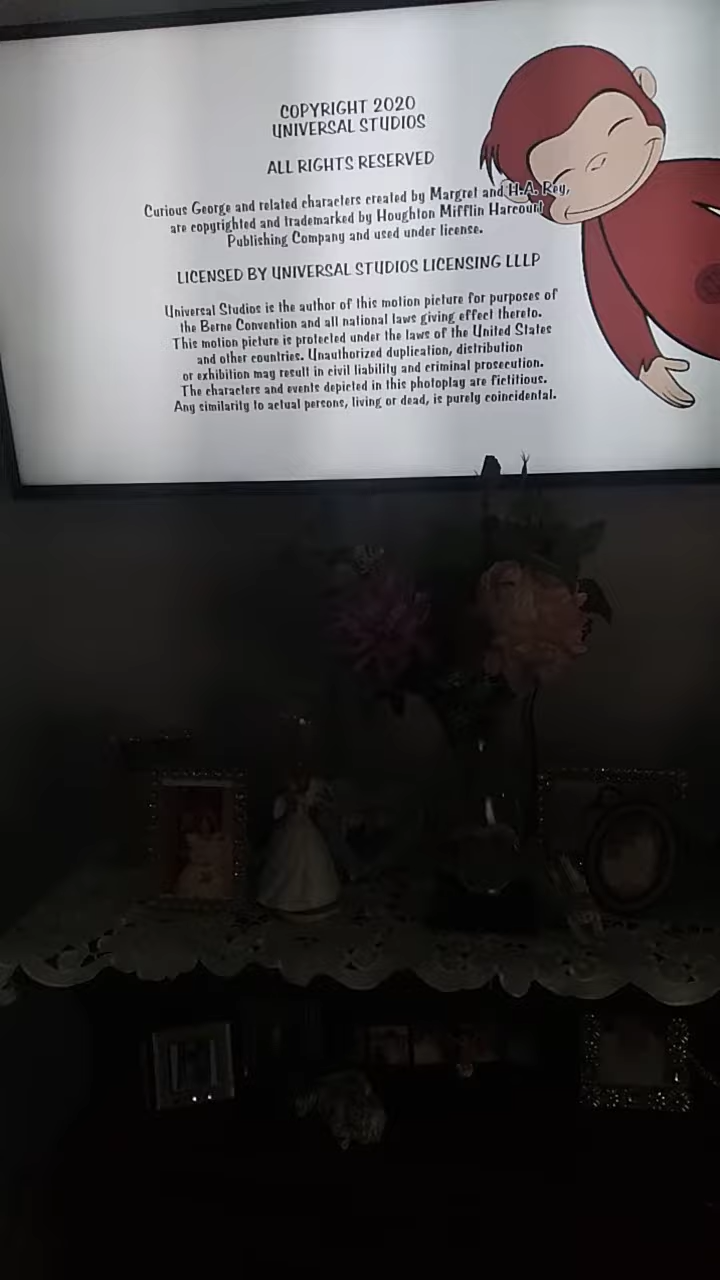 COPYRIGHT 2020
UNIVERSAL STUDIOS
ALL RIGHTS RESERVED
Curious George and related characters created by Margret and H.A. Rey,
are copyrighted and trademarked by Houghton Mifflin Harcourt
Publishing Company and used under license.
LICENSED BY UNIVERSAL STUDIOS LICENSING LLLP
Universal Studios is the author of this motion picture for purposes of
the Berne Convention and all national laws giving effect thereto.
This motion picture is protected under the laws of the United States
and other countries. Unauthorized duplication, distribution
or exhibition may result in civil liability and criminal prosecution.
The characters and events depicted in this photoplay are fictitious.
Any similarity to actual persons, living or dead, is purely coincidental.